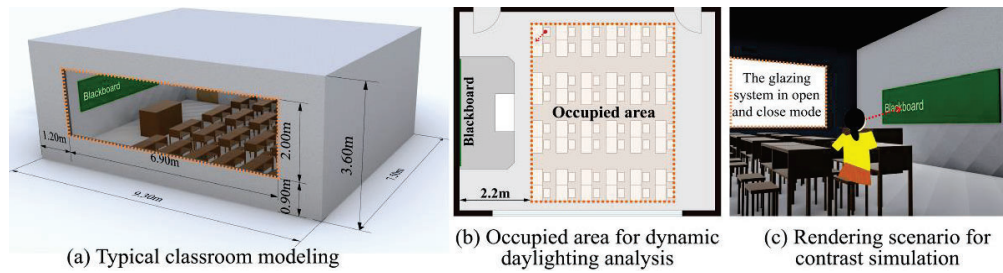 Blackboard
1.20m
6.90m
2.00m
3.60m
0.90m
9.30m
7.50m
(a) Typical classroom modeling
Blackboard
Occupied area
2.2m
(b) Occupied area for dynamic
daylighting analysis
The glazing
system in open
and close mode
Blackboard
(c) Rendering scenario for
contrast simulation